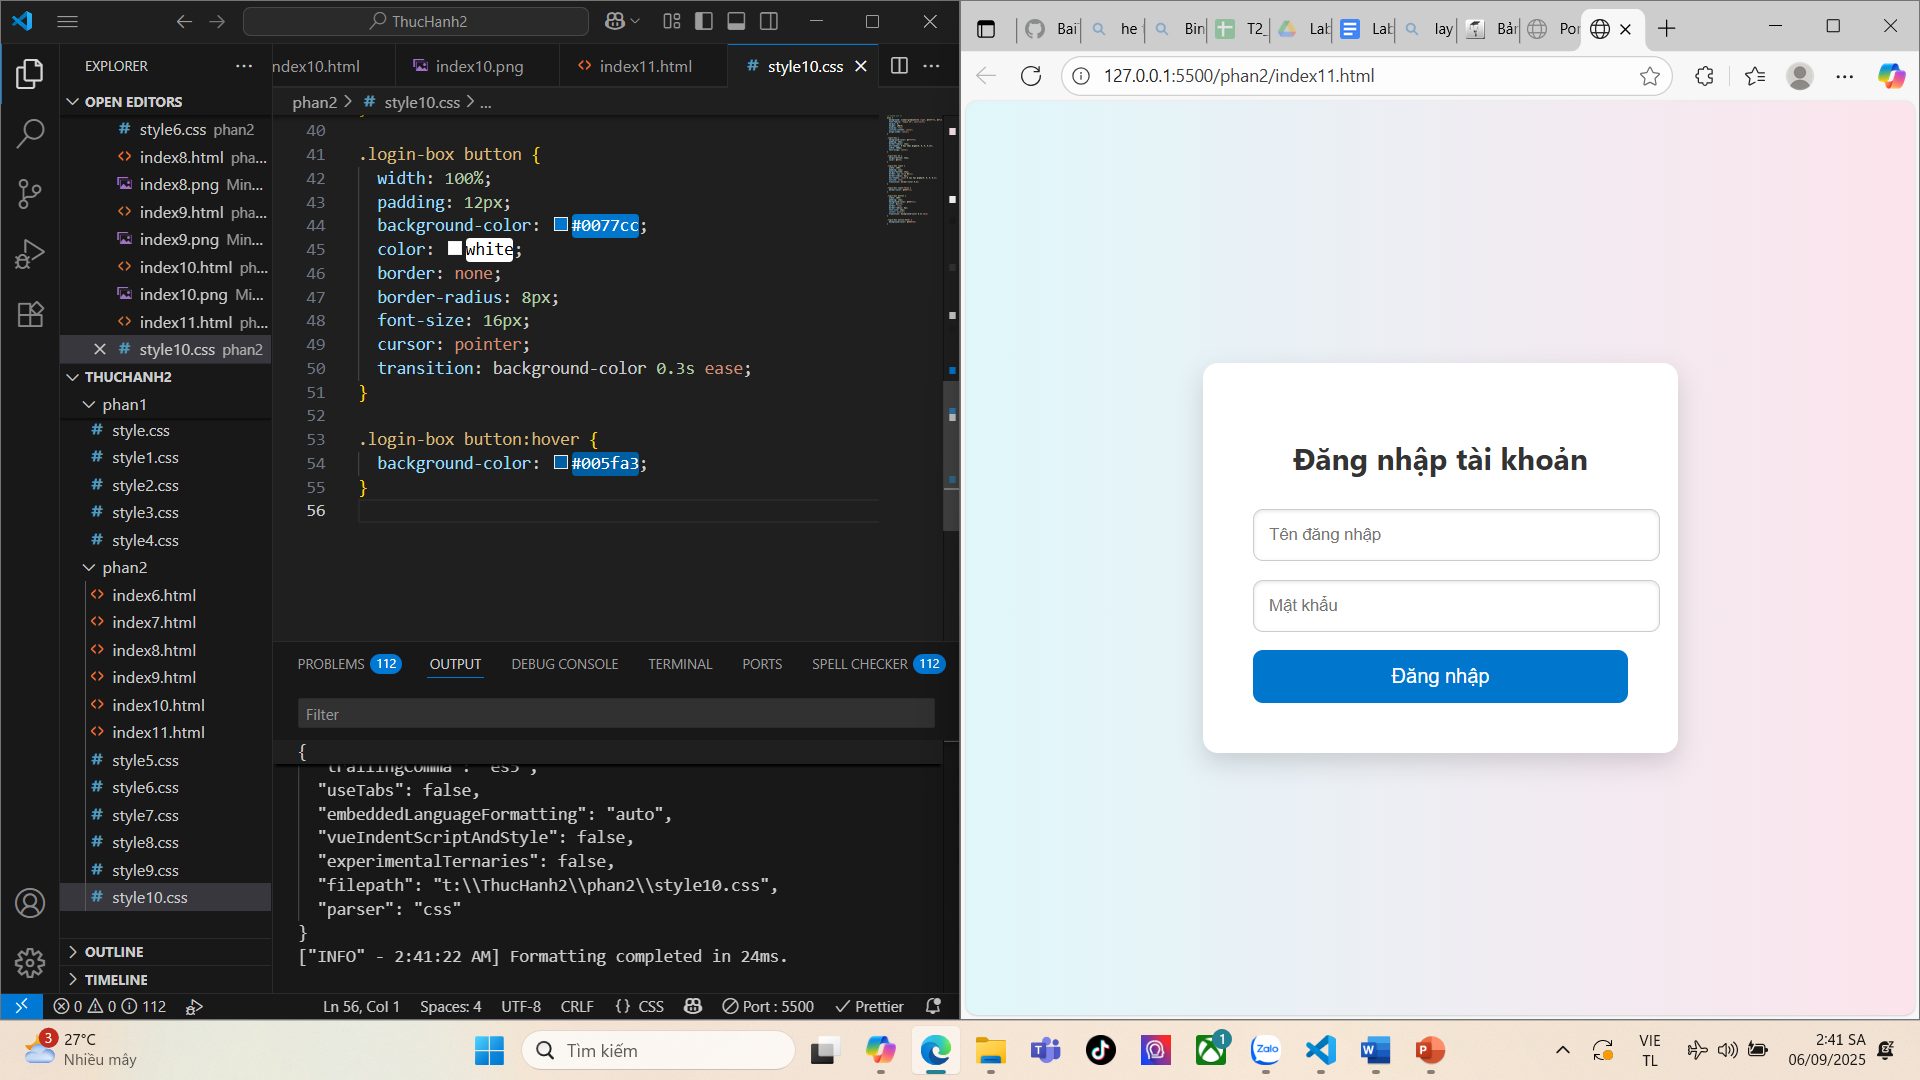 ThucHanh2
EXPLORER
OPEN EDITORS
style6.css phan2
index8.html pha...
index8.png Min...
index9.html pha...
index9.png Min...
index10.html ph...
index10.png Mi...
index11.html ph...
style10.css phan2
THUCHANH2
phan1
style.css
style1.css
style2.css
style3.css
style4.css
phan2
index6.html
index7.html
index8.html
index9.html
index10.html
index11.html
style5.css
style6.css
style7.css
style8.css
style9.css
style10.css
OUTLINE
TIMELINE
ndex10.html
index10.png
index11.html
style10.css
phan2 > # style10.css > ...
40
41 .login-box button {
42 width: 100%;
43 padding: 12px;
44 background-color: #0077cc;
45 color: white;
46 border: none;
47 border-radius: 8px;
48 font-size: 16px;
49 cursor: pointer;
50 transition: background-color 0.3s ease;
51 }
52
53 .login-box button:hover {
54 background-color: #005fa3;
55 }
56
PROBLEMS 112 OUTPUT DEBUG CONSOLE TERMINAL PORTS SPELL CHECKER 112
Filter
{
"trailingComma": "es5",
"useTabs": false,
"embeddedLanguageFormatting": "auto",
"vueIndentScriptAndStyle": false,
"experimentalTernaries": false,
"filepath": "t:\\ThucHanh2\\phan2\\style10.css",
"parser": "css"
}
["INFO" - 2:41:22 AM] Formatting completed in 24ms.
0 0 112 Ln 56, Col 1 Spaces: 4 UTF-8 CRLF {} CSS Port : 5500 Prettier
Bai he Bin T2_ Lab Lab lay Bản Por
127.0.0.1:5500/phan2/index11.html
Đăng nhập tài khoản
Tên đăng nhập
Mật khẩu
Đăng nhập
3
27°C
Nhiều mây
Tìm kiếm
1
Zalo
VIE
TL
2:41 SA
06/09/2025